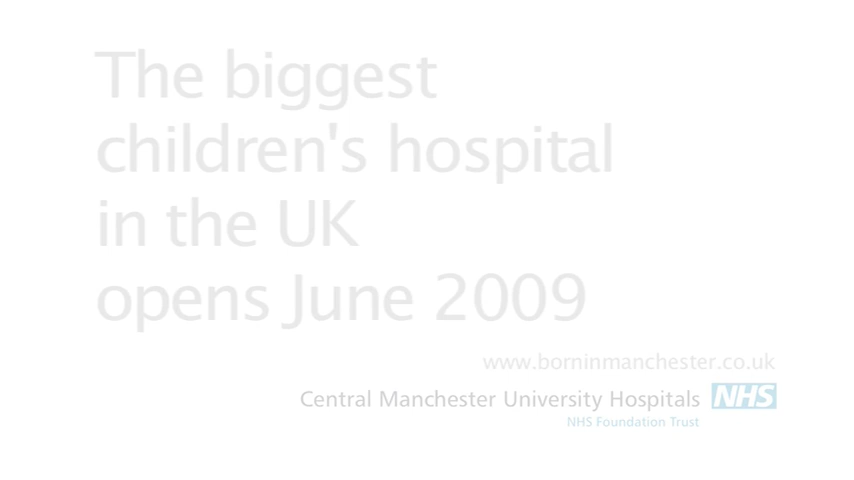 The biggest
children's hospital
in the UK
opens June 2009
www.borninmanchester.co.uk
Central Manchester University Hospitals NHS
NHS Foundation Trust